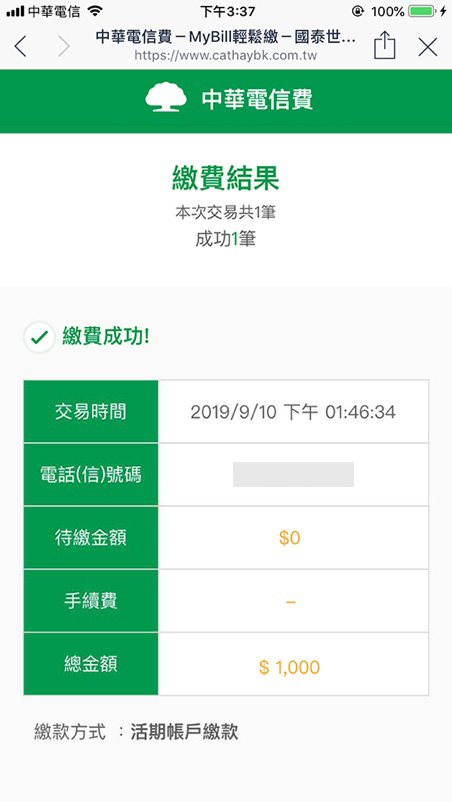 中華電信 下午3:37 100%
中華電信費－MyBill輕鬆繳－國泰世...
https://www.cathaybk.com.tw
中華電信費
繳費結果
本次交易共1筆
成功1筆
繳費成功!
交易時間 2019/9/10 下午 01:46:34
電話(信)號碼
待繳金額 $0
手續費 –
總金額 $ 1,000
繳款方式 ：活期帳戶繳款